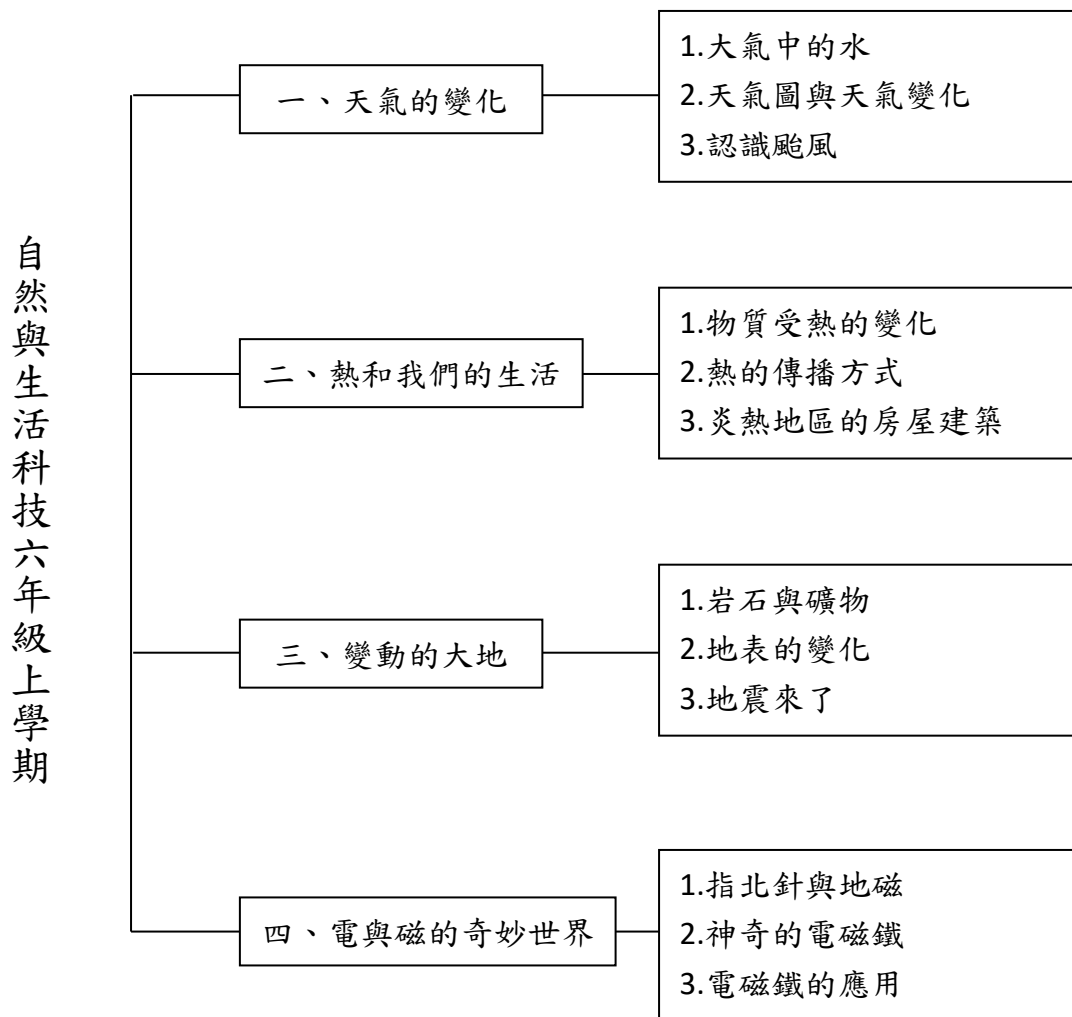 自然與生活科技六年級上學期
一、天氣的變化
1.大氣中的水
2.天氣圖與天氣變化
3.認識颱風
二、熱和我們的生活
1.物質受熱的變化
2.熱的傳播方式
3.炎熱地區的房屋建築
三、變動的大地
1.岩石與礦物
2.地表的變化
3.地震來了
四、電與磁的奇妙世界
1.指北針與地磁
2.神奇的電磁鐵
3.電磁鐵的應用